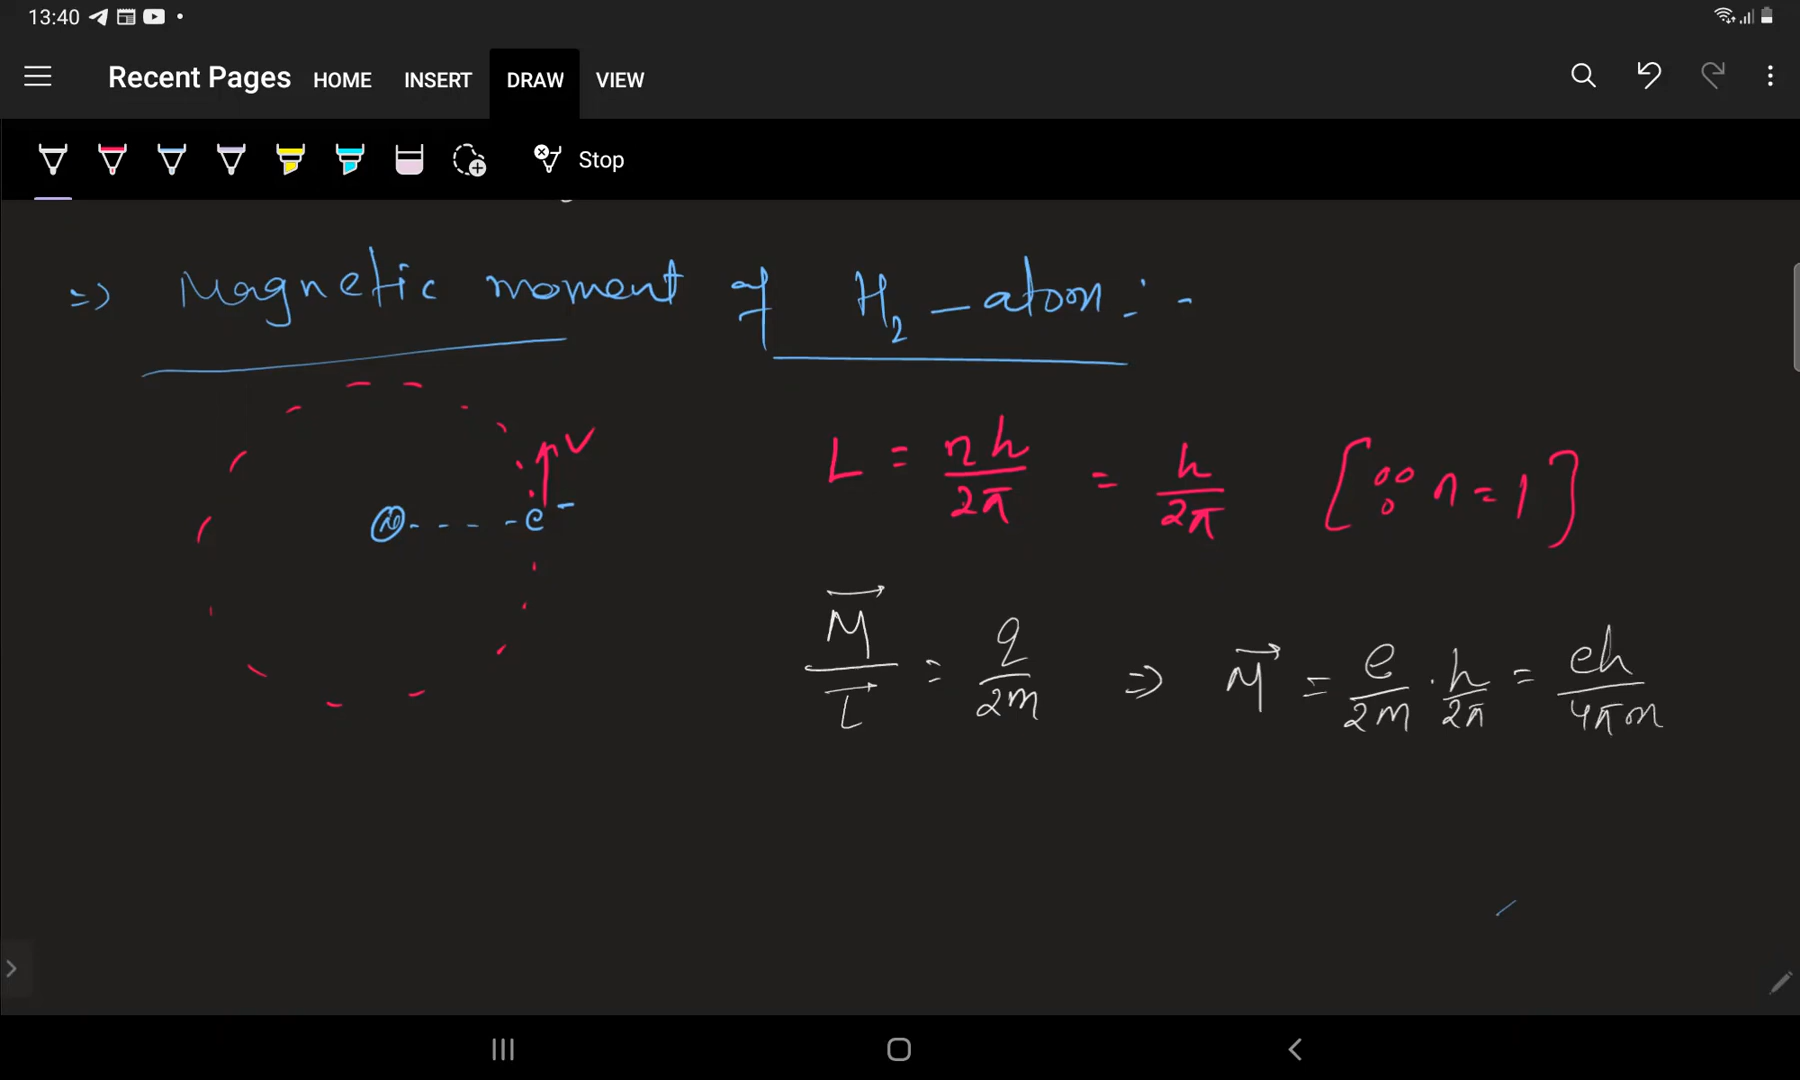 13:40
Recent Pages HOME INSERT DRAW VIEW
Stop
=> Magnetic moment of H₂-atom:-
V
N - - - - e⁻
L = nh/2π = h/2π [∵ n = 1]
M⃗/L⃗ = q/2m => M⃗ = e/2m · h/2π = eh/4πm